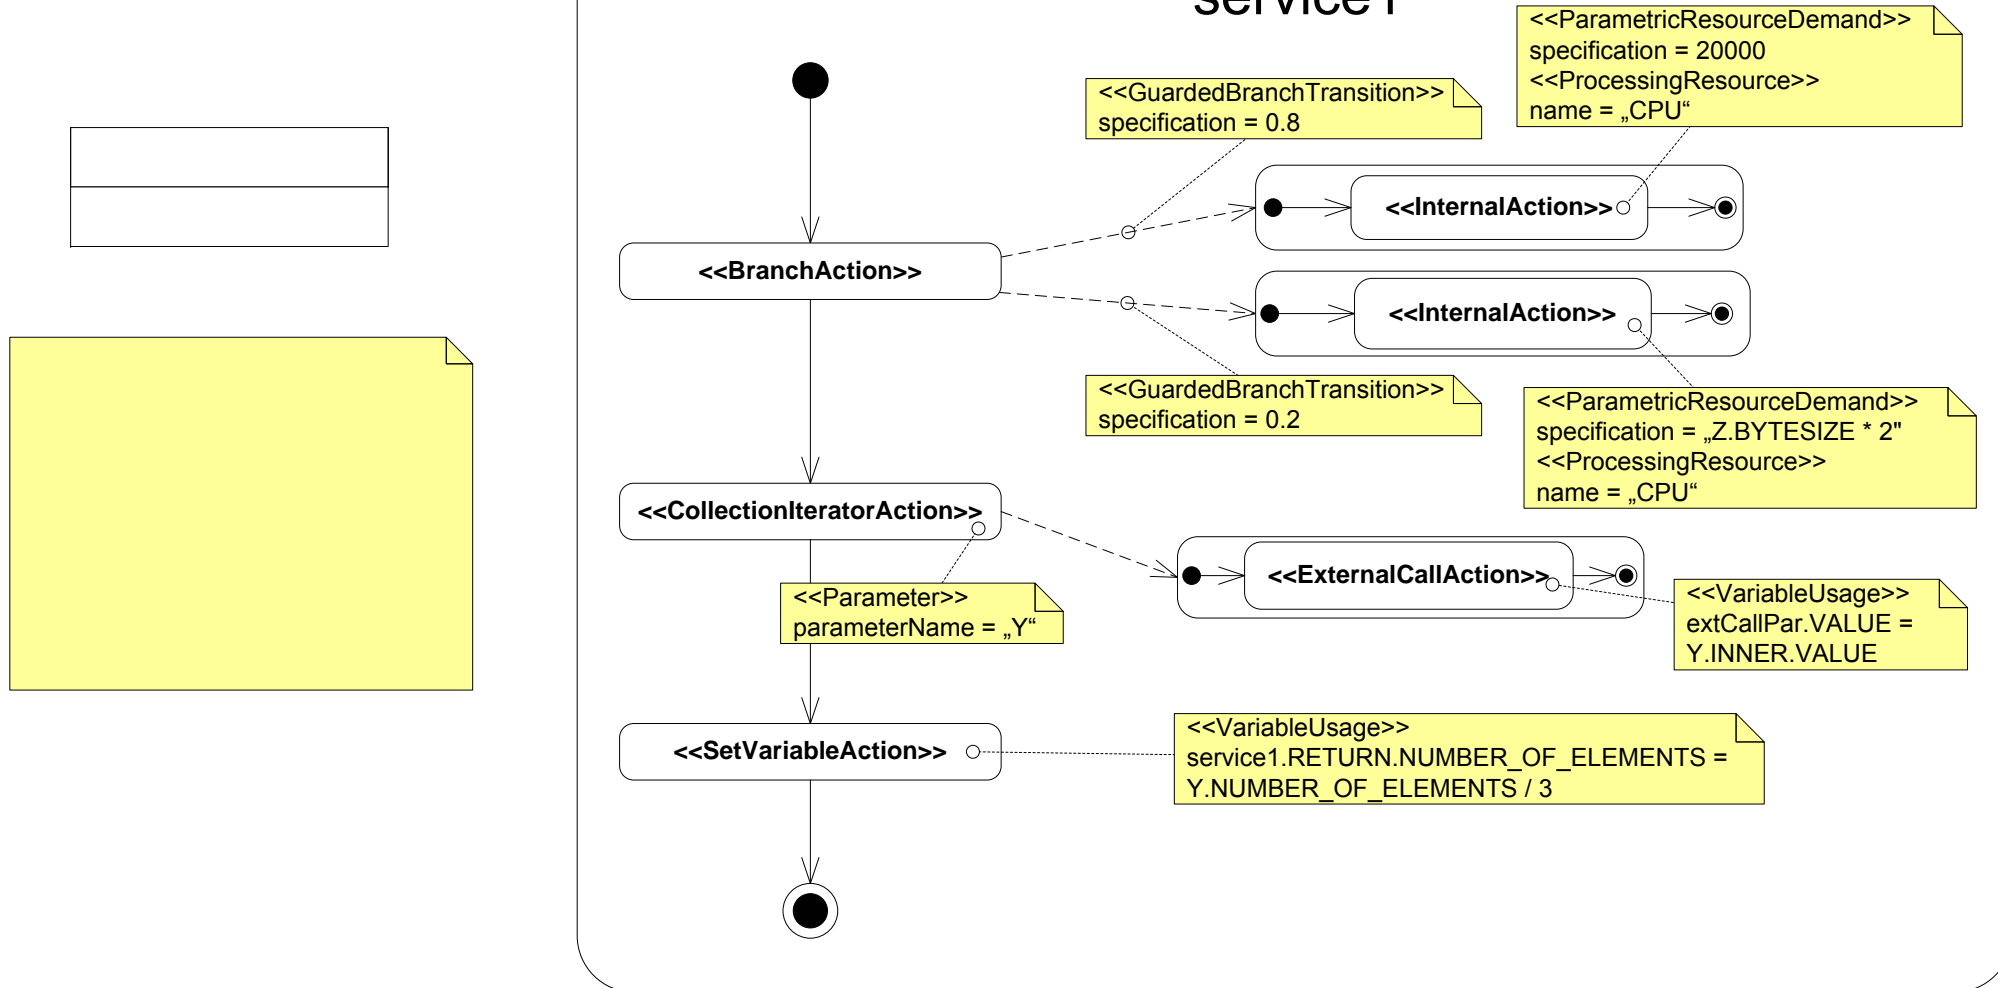 service1
<<ParametricResourceDemand>>
specification = 20000
<<ProcessingResource>>
name = „CPU“
<<GuardedBranchTransition>>
specification = 0.8
<<InternalAction>>
<<BranchAction>>
<<InternalAction>>
<<GuardedBranchTransition>>
specification = 0.2
<<ParametricResourceDemand>>
specification = „Z.BYTESIZE * 2"
<<ProcessingResource>>
name = „CPU“
<<CollectionIteratorAction>>
<<ExternalCallAction>>
<<Parameter>>
parameterName = „Y“
<<VariableUsage>>
extCallPar.VALUE =
Y.INNER.VALUE
<<SetVariableAction>>
<<VariableUsage>>
service1.RETURN.NUMBER_OF_ELEMENTS =
Y.NUMBER_OF_ELEMENTS / 3